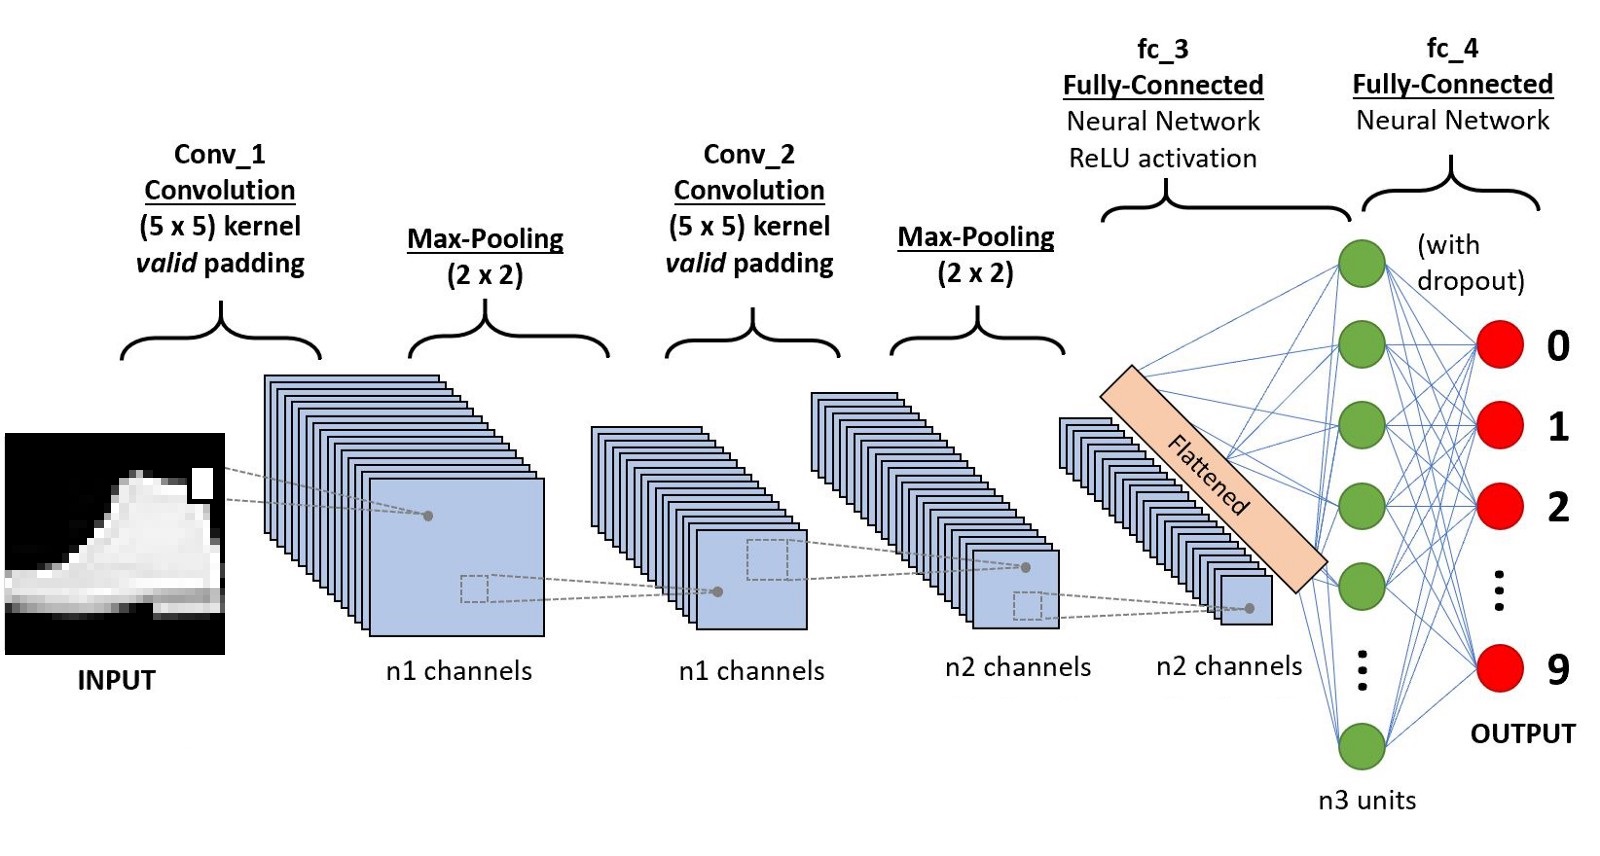 Conv_1
Convolution
(5 x 5) kernel
valid padding
Max-Pooling
(2 x 2)
Conv_2
Convolution
(5 x 5) kernel
valid padding
Max-Pooling
(2 x 2)
fc_3
Fully-Connected
Neural Network
ReLU activation
fc_4
Fully-Connected
Neural Network
(with
dropout)
Flattened
0
1
2
9
INPUT
n1 channels
n1 channels
n2 channels
n2 channels
OUTPUT
n3 units